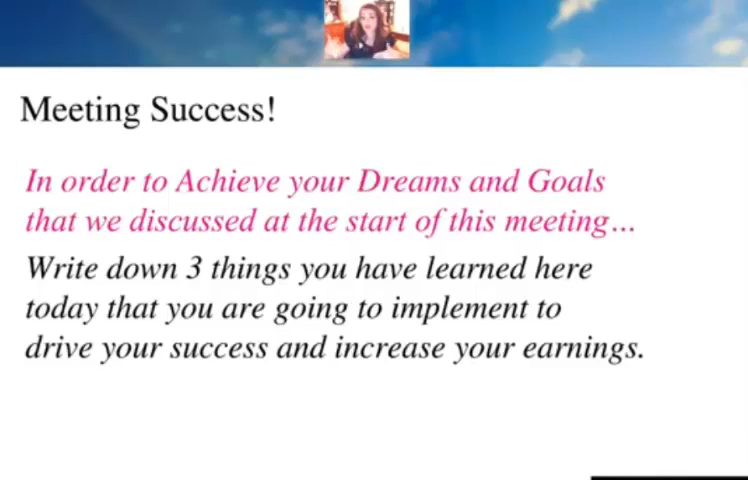 Meeting Success!
In order to Achieve your Dreams and Goals
that we discussed at the start of this meeting...
Write down 3 things you have learned here
today that you are going to implement to
drive your success and increase your earnings.